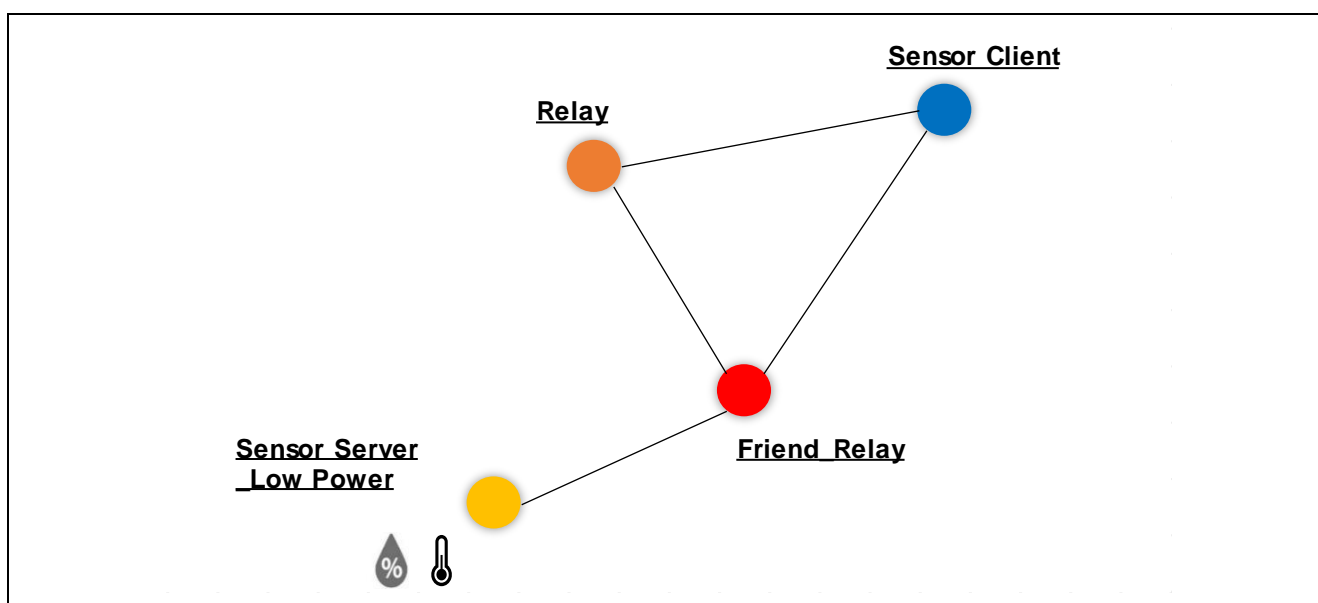 Sensor Client
Relay
Sensor Server
_Low Power
Friend_Relay
%